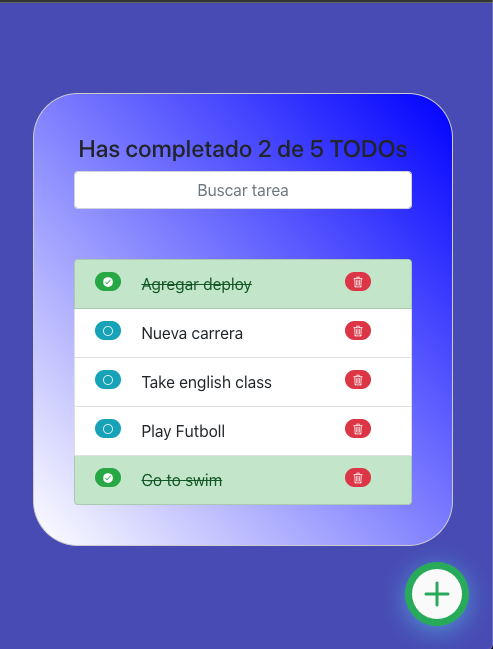 Has completado 2 de 5 TODOs
Buscar tarea
Agregar deploy
Nueva carrera
Take english class
Play Futboll
Go to swim